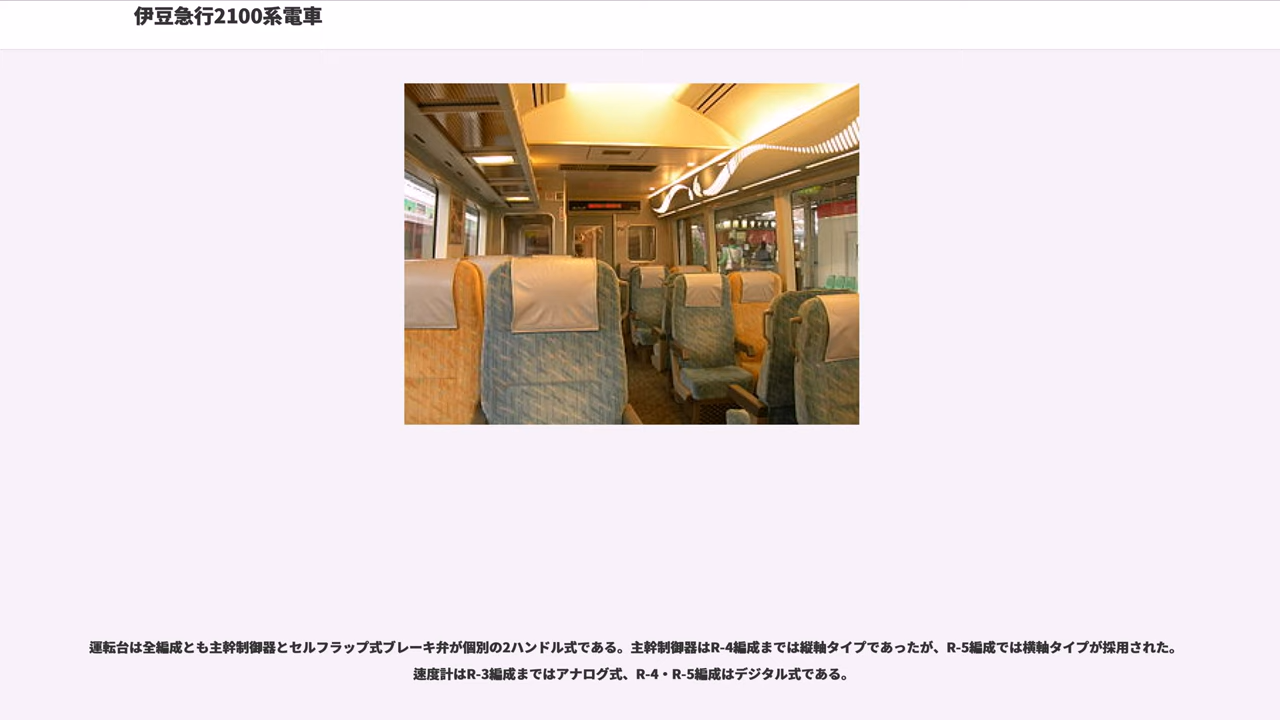 伊豆急行2100系電車
運転台は全編成とも主幹制御器とセルフラップ式ブレーキ弁が個別の2ハンドル式である。主幹制御器はR-4編成までは縦軸タイプであったが、R-5編成では横軸タイプが採用された。
速度計はR-3編成まではアナログ式、R-4・R-5編成はデジタル式である。